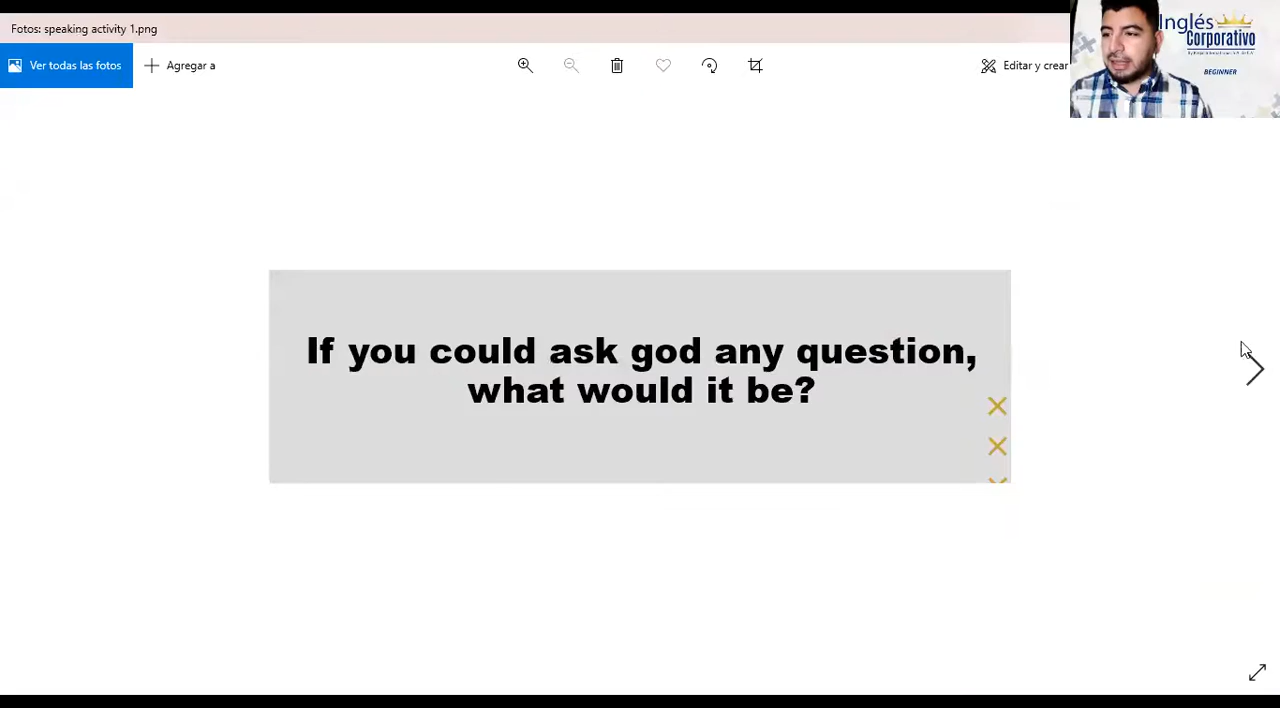 Fotos: speaking activity 1.png
Ver todas las fotos
Agregar a
Editar y crear
Inglés
Corporativo
BEGINNER
If you could ask god any question,
what would it be?